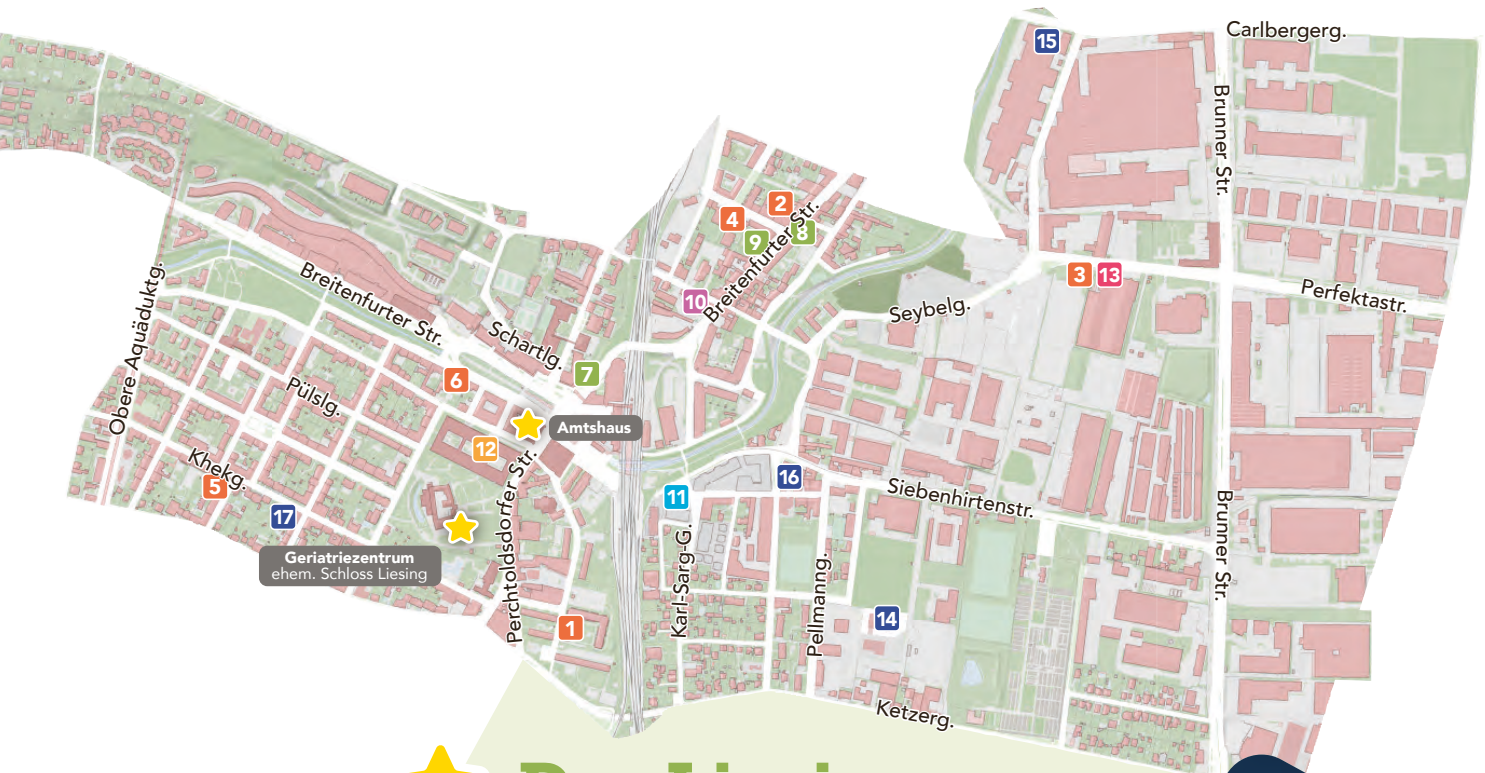 15
Carlbergerg.
Brunner Str.
2
4
8
9
Breitenfurter Str.
10
3
13
Perfektastr.
Seybelg.
Obere Aquäduktg.
Breitenfurter Str.
Schartlg.
7
6
Pülslg.
Amtshaus
12
Khekg.
5
17
Geriatriezentrum
ehem. Schloss Liesing
Perchtoldsdorfer Str.
1
11
16
Siebenhirtenstr.
Karl-Sarg-G.
Pellmanng.
14
Brunner Str.
Ketzerg.